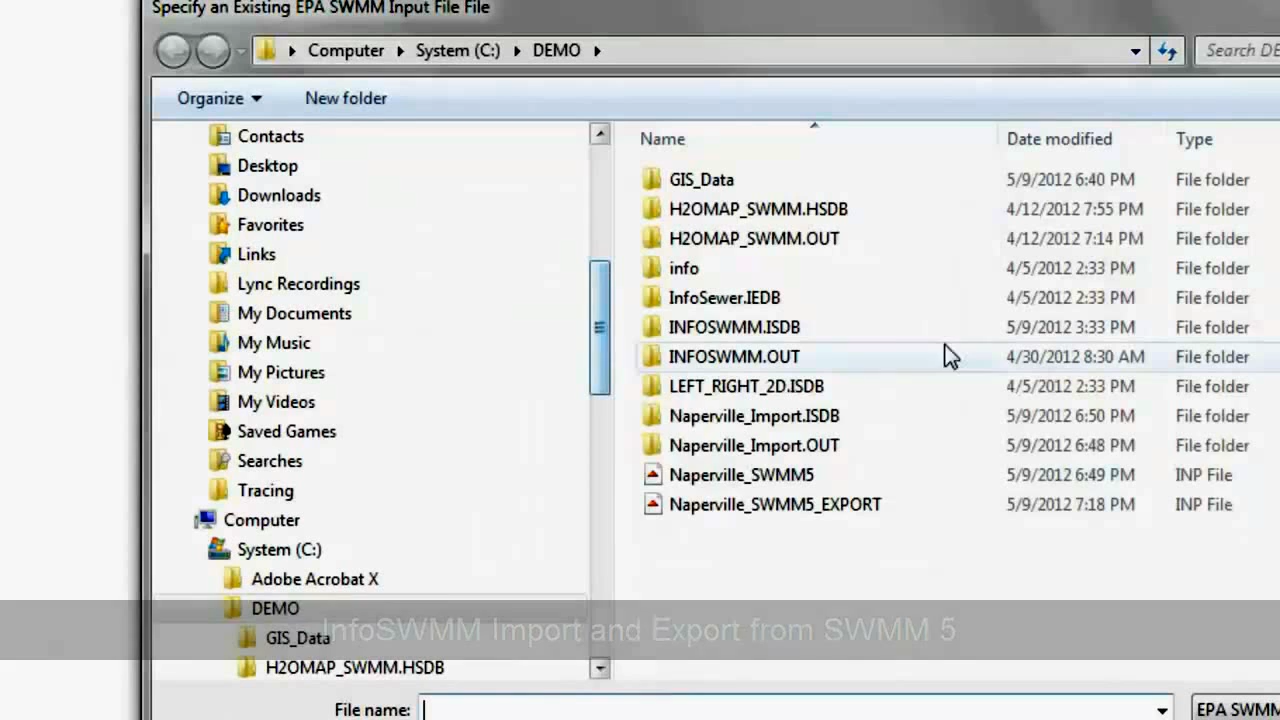 Specify an Existing EPA SWMM Input File File
Computer System (C:) DEMO
Search DE
Organize New folder
Contacts
Desktop
Downloads
Favorites
Links
Lync Recordings
My Documents
My Music
My Pictures
My Videos
Saved Games
Searches
Tracing
Computer
System (C:)
Adobe Acrobat X
DEMO
GIS_Data
H2OMAP_SWMM.HSDB
Name Date modified Type
GIS_Data 5/9/2012 6:40 PM File folder
H2OMAP_SWMM.HSDB 4/12/2012 7:55 PM File folder
H2OMAP_SWMM.OUT 4/12/2012 7:14 PM File folder
info 4/5/2012 2:33 PM File folder
InfoSewer.IEDB 4/5/2012 2:33 PM File folder
INFOSWMM.ISDB 5/9/2012 3:33 PM File folder
INFOSWMM.OUT 4/30/2012 8:30 AM File folder
LEFT_RIGHT_2D.ISDB 4/5/2012 2:33 PM File folder
Naperville_Import.ISDB 5/9/2012 6:50 PM File folder
Naperville_Import.OUT 5/9/2012 6:48 PM File folder
Naperville_SWMM5 5/9/2012 6:49 PM INP File
Naperville_SWMM5_EXPORT 5/9/2012 7:18 PM INP File
InfoSWMM Import and Export from SWMM 5
File name:
EPA SWMM